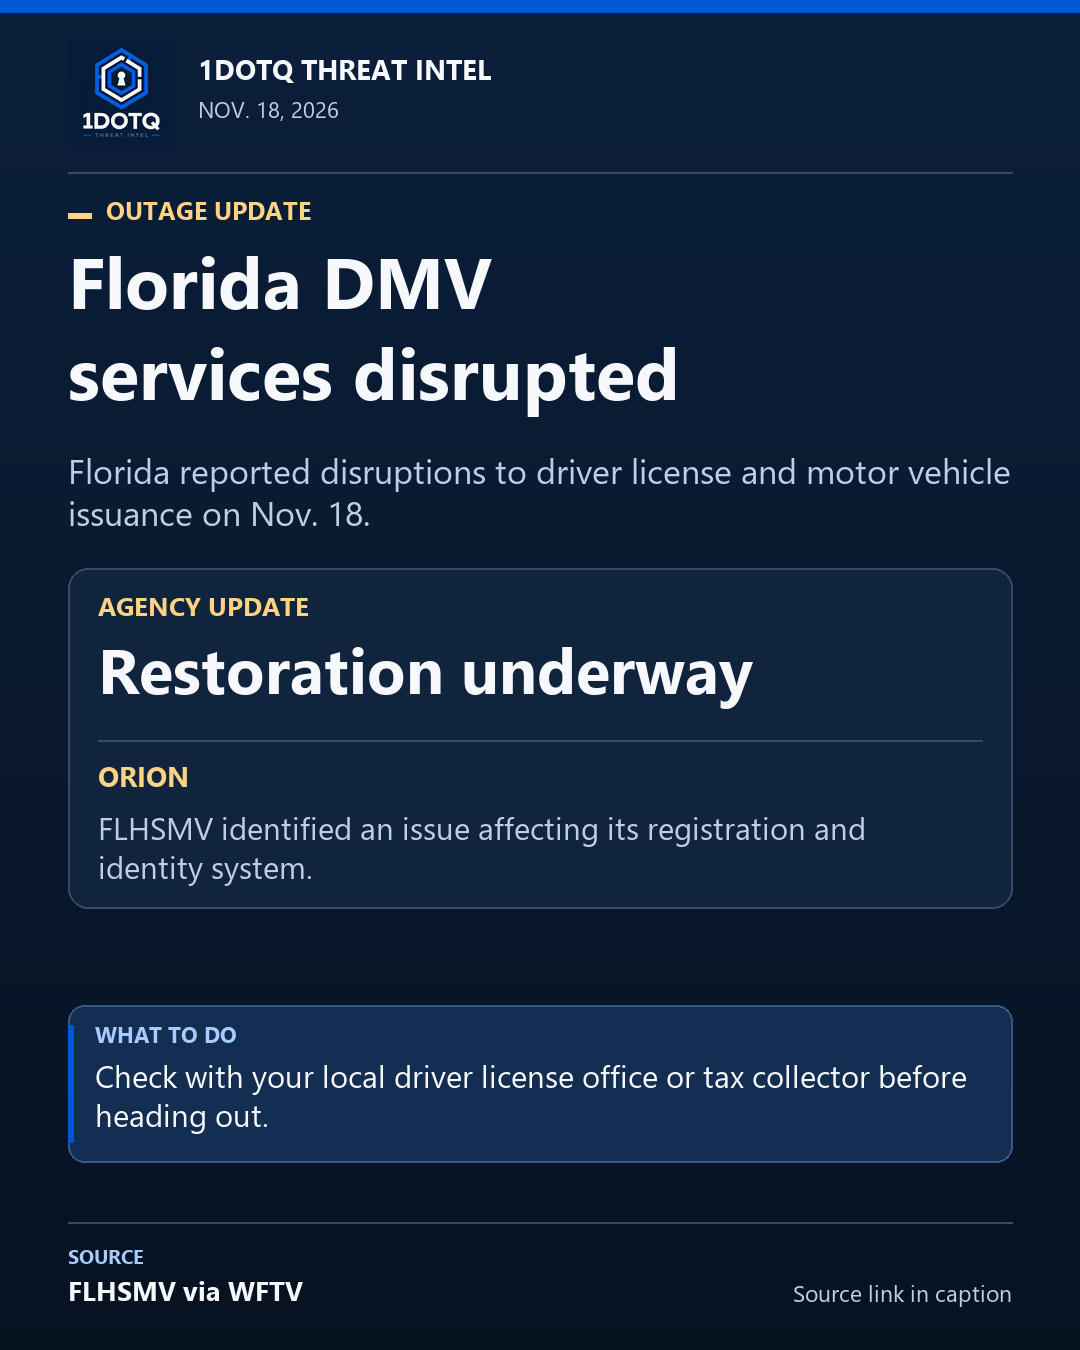 1DOTQ
THREAT INTEL
1DOTQ THREAT INTEL
NOV. 18, 2026
OUTAGE UPDATE
Florida DMV
services disrupted
Florida reported disruptions to driver license and motor vehicle
issuance on Nov. 18.
AGENCY UPDATE
Restoration underway
ORION
FLHSMV identified an issue affecting its registration and
identity system.
WHAT TO DO
Check with your local driver license office or tax collector before
heading out.
SOURCE
FLHSMV via WFTV
Source link in caption